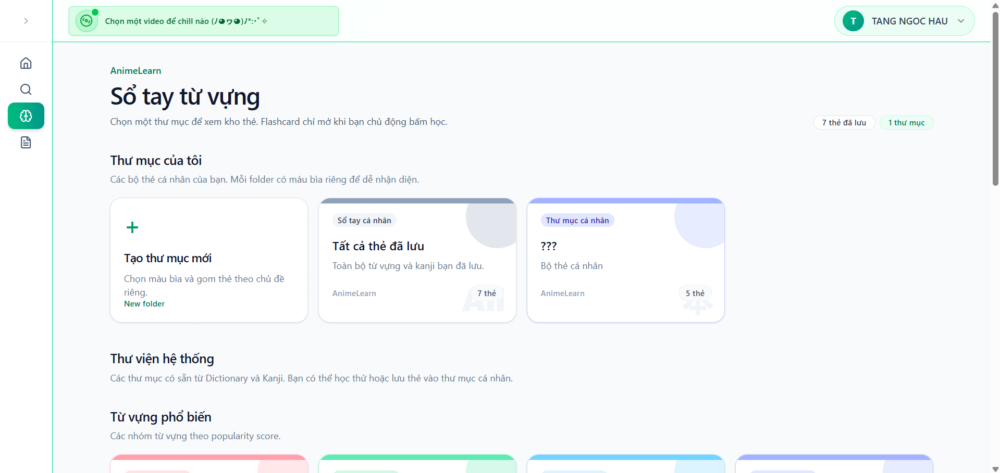 Chọn một video để chill nào (ﾉ◕ヮ◕)ﾉ*:･ﾟ✧
T
TANG NGOC HAU
AnimeLearn
Sổ tay từ vựng
Chọn một thư mục để xem kho thẻ. Flashcard chỉ mở khi bạn chủ động bấm học.
7 thẻ đã lưu
1 thư mục
Thư mục của tôi
Các bộ thẻ cá nhân của bạn. Mỗi folder có màu bìa riêng để dễ nhận diện.
+
Tạo thư mục mới
Chọn màu bìa và gom thẻ theo chủ đề
riêng.
New folder
Sổ tay cá nhân
Tất cả thẻ đã lưu
Toàn bộ từ vựng và kanji bạn đã lưu.
AnimeLearn
7 thẻ
All
Thư mục cá nhân
???
Bộ thẻ cá nhân
AnimeLearn
5 thẻ
Thư viện hệ thống
Các thư mục có sẵn từ Dictionary và Kanji. Bạn có thể học thử hoặc lưu thẻ vào thư mục cá nhân.
Từ vựng phổ biến
Các nhóm từ vựng theo popularity score.